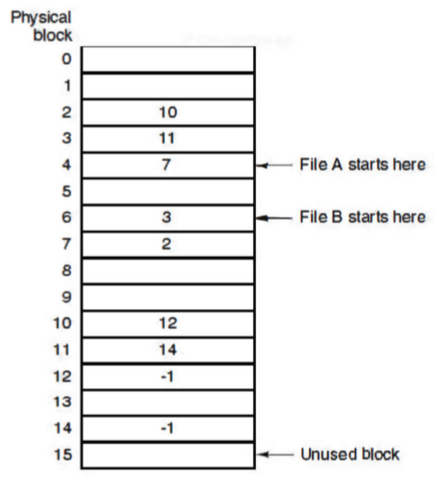 Physical
block
0
1
2 10
3 11
4 7 File A starts here
5
6 3 File B starts here
7 2
8
9
10 12
11 14
12 -1
13
14 -1
15 Unused block